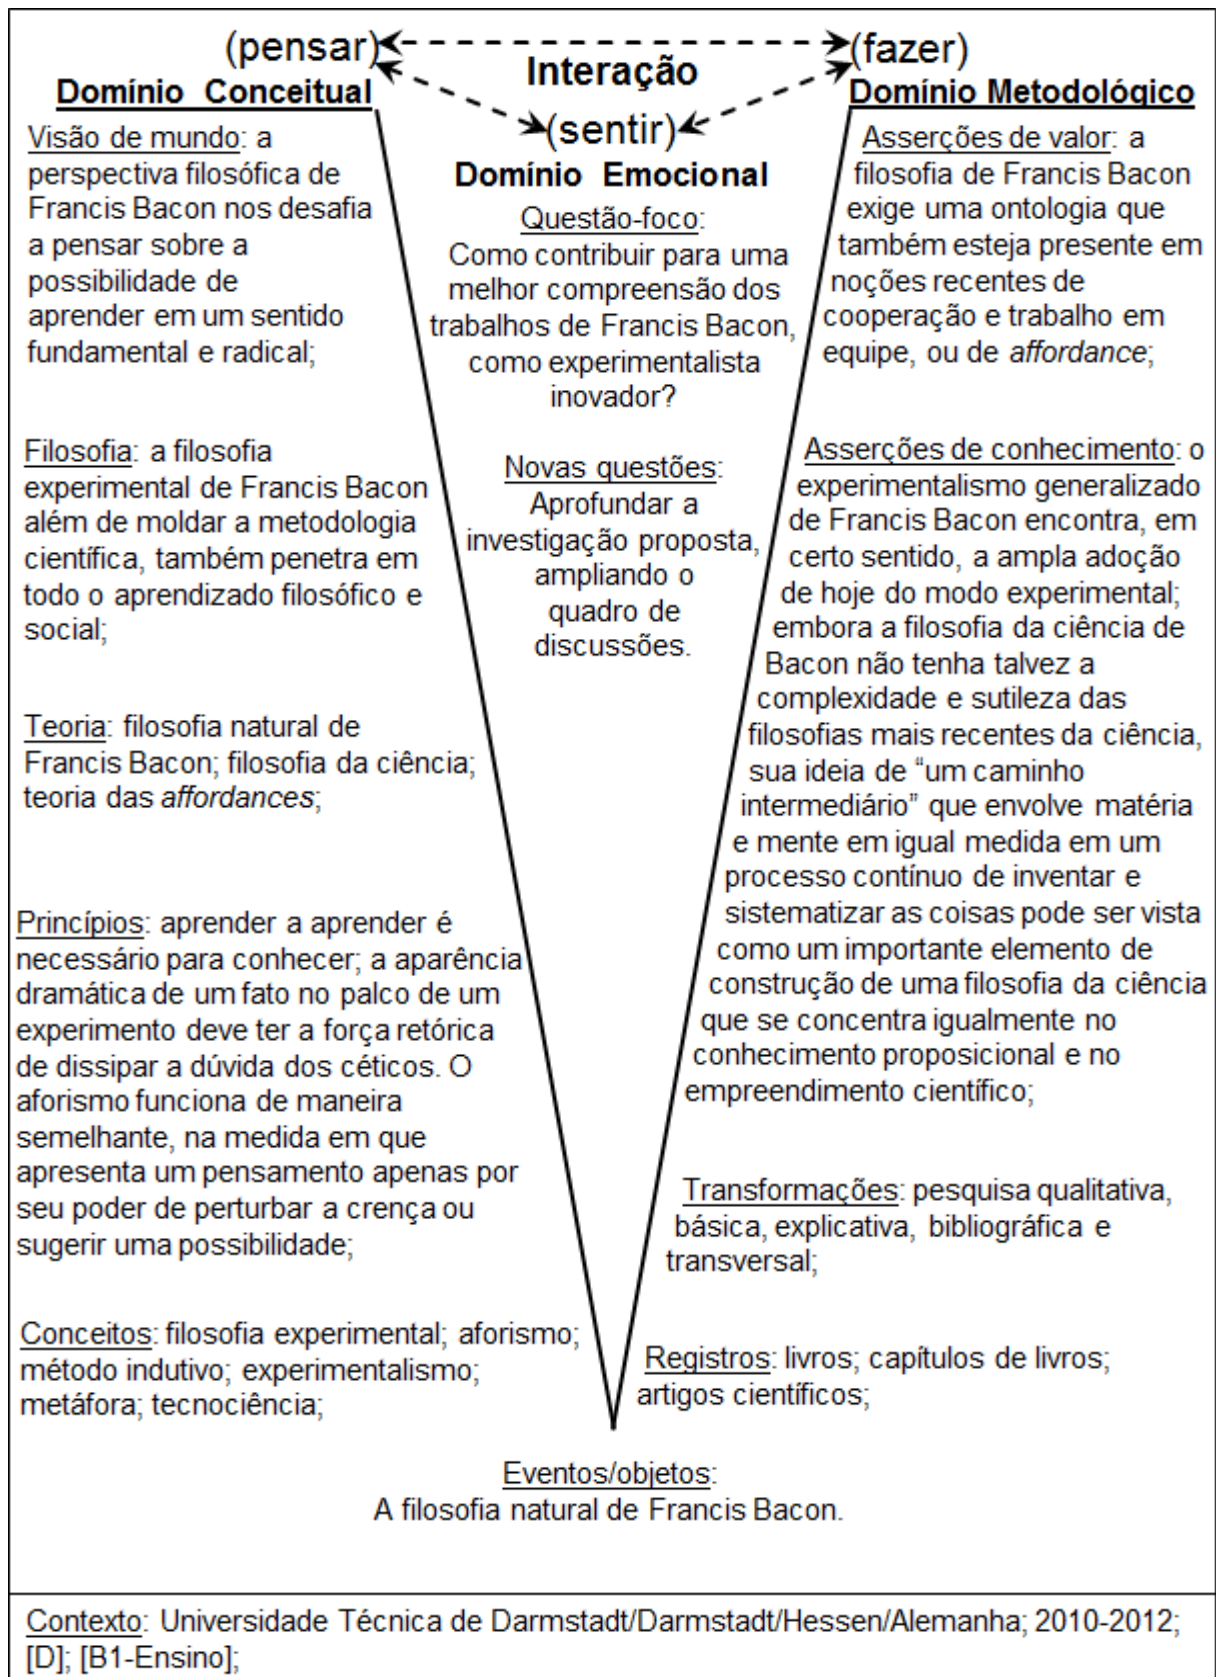 (pensar)
Interação
(fazer)
(sentir)
Domínio Conceitual
Visão de mundo: a
perspectiva filosófica de
Francis Bacon nos desafia
a pensar sobre a
possibilidade de
aprender em um sentido
fundamental e radical;
Filosofia: a filosofia
experimental de Francis Bacon
além de moldar a metodologia
científica, também penetra em
todo o aprendizado filosófico e
social;
Teoria: filosofia natural de
Francis Bacon; filosofia da ciência;
teoria das affordances;
Princípios: aprender a aprender é
necessário para conhecer; a aparência
dramática de um fato no palco de um
experimento deve ter a força retórica
de dissipar a dúvida dos céticos. O
aforismo funciona de maneira
semelhante, na medida em que
apresenta um pensamento apenas por
seu poder de perturbar a crença ou
sugerir uma possibilidade;
Conceitos: filosofia experimental; aforismo;
método indutivo; experimentalismo;
metáfora; tecnociência;
Domínio Emocional
Questão-foco:
Como contribuir para uma
melhor compreensão dos
trabalhos de Francis Bacon,
como experimentalista
inovador?
Novas questões:
Aprofundar a
investigação proposta,
ampliando o
quadro de
discussões.
Domínio Metodológico
Asserções de valor: a
filosofia de Francis Bacon
exige uma ontologia que
também esteja presente em
noções recentes de
cooperação e trabalho em
equipe, ou de affordance;
Asserções de conhecimento: o
experimentalismo generalizado
de Francis Bacon encontra, em
certo sentido, a ampla adoção
de hoje do modo experimental;
embora a filosofia da ciência de
Bacon não tenha talvez a
complexidade e sutileza das
filosofias mais recentes da ciência,
sua ideia de “um caminho
intermediário” que envolve matéria
e mente em igual medida em um
processo contínuo de inventar e
sistematizar as coisas pode ser vista
como um importante elemento de
construção de uma filosofia da ciência
que se concentra igualmente no
conhecimento proposicional e no
empreendimento científico;
Transformações: pesquisa qualitativa,
básica, explicativa, bibliográfica e
transversal;
Registros: livros; capítulos de livros;
artigos científicos;
Eventos/objetos:
A filosofia natural de Francis Bacon.
Contexto: Universidade Técnica de Darmstadt/Darmstadt/Hessen/Alemanha; 2010-2012;
[D]; [B1-Ensino];